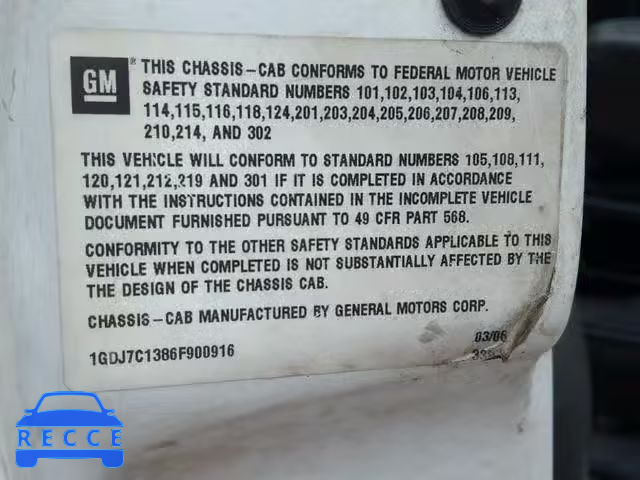 GM
® THIS CHASSIS-CAB CONFORMS TO FEDERAL MOTOR VEHICLE
SAFETY STANDARD NUMBERS 101,102,103,104,106,113,
114,115,116,118,124,201,203,204,205,206,207,208,209,
210,214, AND 302
THIS VEHICLE WILL CONFORM TO STANDARD NUMBERS 105,108,111,
120,121,212,219 AND 301 IF IT IS COMPLETED IN ACCORDANCE
WITH THE INSTRUCTIONS CONTAINED IN THE INCOMPLETE VEHICLE
DOCUMENT FURNISHED PURSUANT TO 49 CFR PART 568.
CONFORMITY TO THE OTHER SAFETY STANDARDS APPLICABLE TO THIS
VEHICLE WHEN COMPLETED IS NOT SUBSTANTIALLY AFFECTED BY THE
THE DESIGN OF THE CHASSIS CAB.
CHASSIS-CAB MANUFACTURED BY GENERAL MOTORS CORP.
03/06
1GDJ7C1386F900916
RECCE